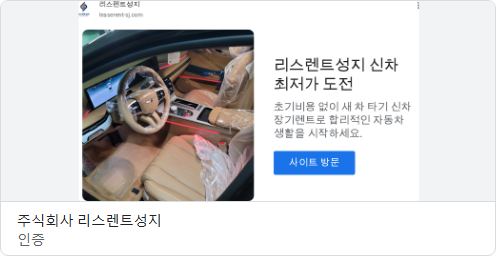 리스렌트성지
leaserent-sj.com
리스렌트성지 신차
최저가 도전
초기비용 없이 새 차 타기 신차
장기렌트로 합리적인 자동차
생활을 시작하세요.
사이트 방문
주식회사 리스렌트성지
인증